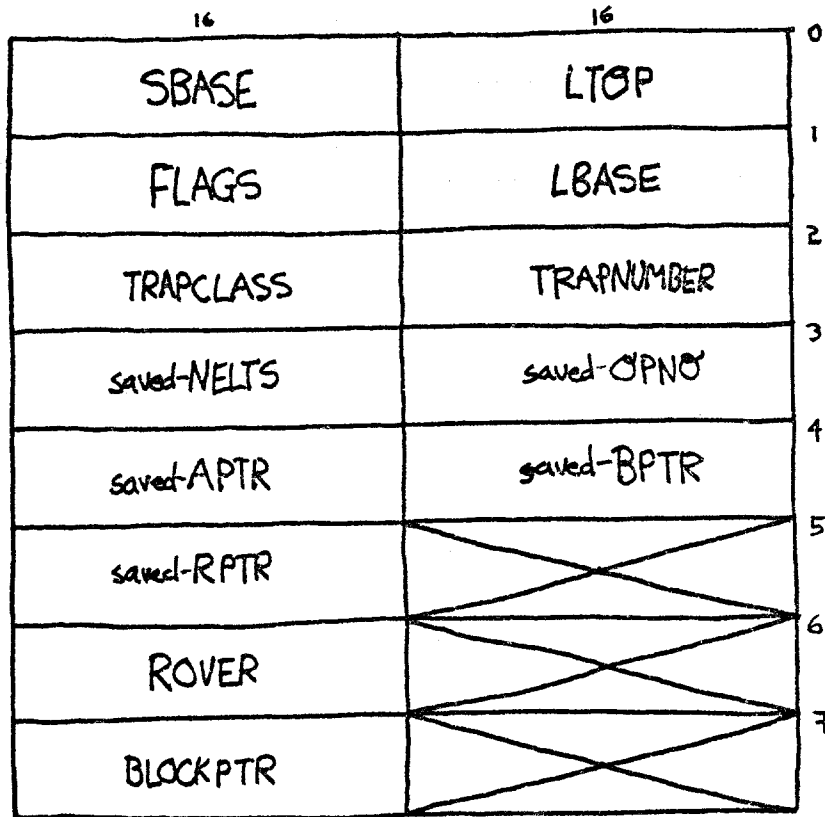 16 16
0
SBASE LTOP
1
FLAGS LBASE
2
TRAPCLASS TRAPNUMBER
3
saved-NELTS saved-OPNO
4
saved-APTR saved-BPTR
5
saved-RPTR
6
ROVER
7
BLOCKPTR